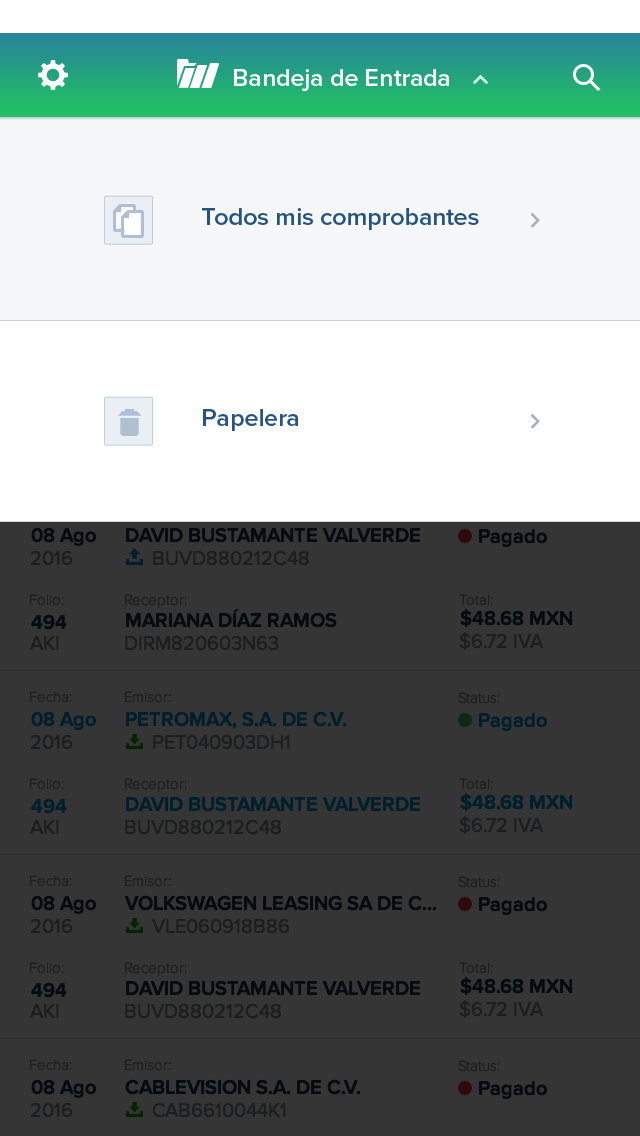 Bandeja de Entrada
Todos mis comprobantes
Papelera
08 Ago DAVID BUSTAMANTE VALVERDE Pagado
2016 BUVD880212C48
Folio: Receptor: Total:
494 MARIANA DÍAZ RAMOS $48.68 MXN
AKI DIRM820603N63 $6.72 IVA
Fecha: Emisor: Status:
08 Ago PETROMAX, S.A. DE C.V. Pagado
2016 PET040903DH1
Folio: Receptor: Total:
494 DAVID BUSTAMANTE VALVERDE $48.68 MXN
AKI BUVD880212C48 $6.72 IVA
Fecha: Emisor: Status:
08 Ago VOLKSWAGEN LEASING SA DE C... Pagado
2016 VLE060918B86
Folio: Receptor: Total:
494 DAVID BUSTAMANTE VALVERDE $48.68 MXN
AKI BUVD880212C48 $6.72 IVA
Fecha: Emisor: Status:
08 Ago CABLEVISION S.A. DE C.V. Pagado
2016 CAB6610044K1